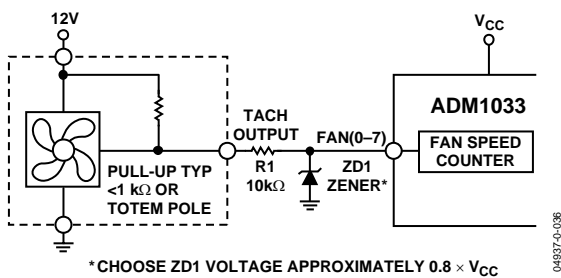 12V
VCC
ADM1033
TACH
OUTPUT
FAN(0–7)
FAN SPEED
COUNTER
PULL-UP TYP
<1 kΩ OR
TOTEM POLE
R1
10kΩ
ZD1
ZENER*
*CHOOSE ZD1 VOLTAGE APPROXIMATELY 0.8 × VCC
04937-0-036